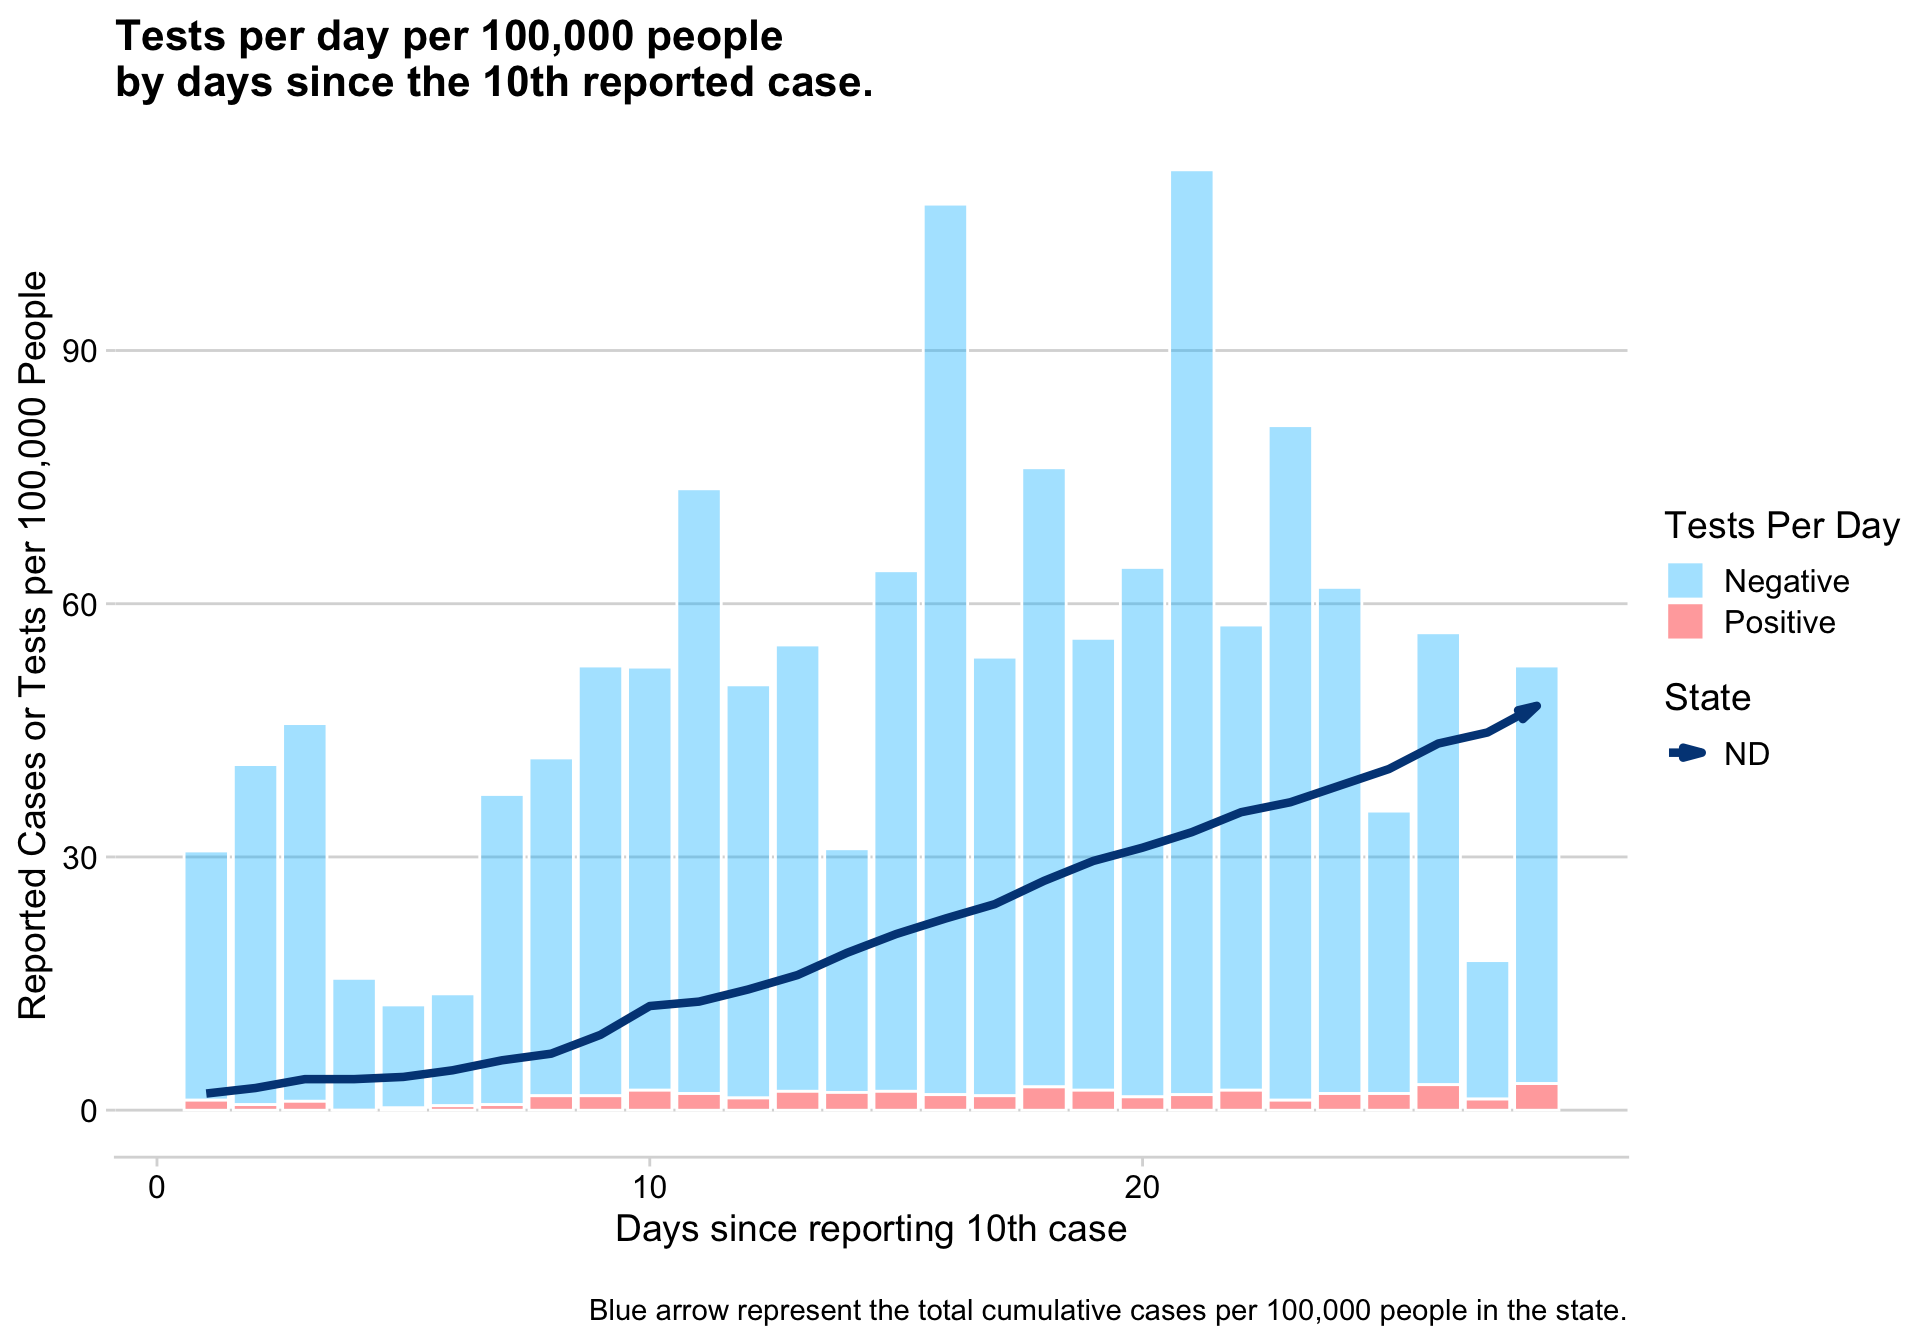 Tests per day per 100,000 people
by days since the 10th reported case.
Reported Cases or Tests per 100,000 People
90
60
30
0
0
10
20
Days since reporting 10th case
Tests Per Day
Negative
Positive
State
ND
Blue arrow represent the total cumulative cases per 100,000 people in the state.